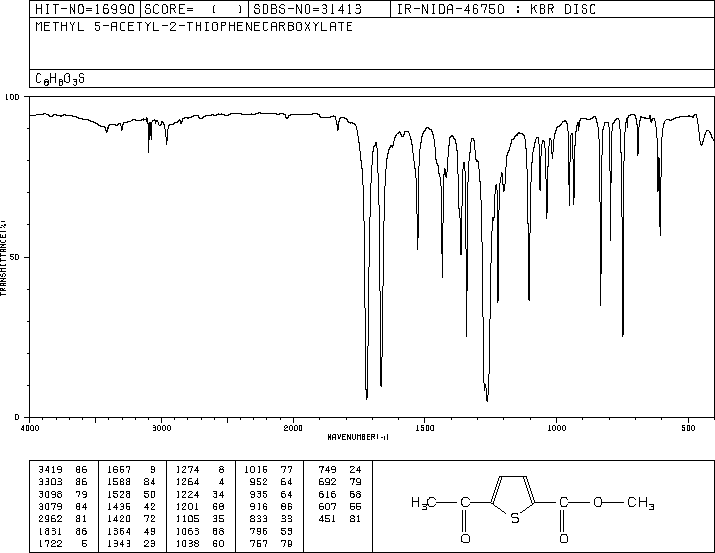 HIT-NO=16990 SCORE= ( ) SDBS-NO=31413 IR-NIDA-46750 : KBR DISC
METHYL 5-ACETYL-2-THIOPHENECARBOXYLATE
C8H8O3S
100
50
0
TRANSMITTANCE(%)
4000 3000 2000 1500 1000 500
WAVENUMBER(-1)
3419 86 1667 9 1274 8 1016 77 749 24
3303 86 1588 84 1264 4 952 64 692 79
3098 79 1528 50 1224 34 935 64 616 68
3079 84 1436 42 1201 68 916 86 607 55
2962 81 1420 72 1105 35 833 33 451 81
1831 86 1364 49 1063 68 796 53
1722 5 1343 23 1038 60 767 79
H3C C S C O CH3
O O